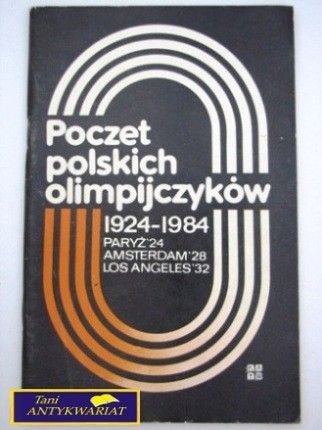 Poczet
polskich
olimpijczyków
1924-1984
PARYŻ'24
AMSTERDAM'28
LOS ANGELES'32
Tani
ANTYKWARIAT